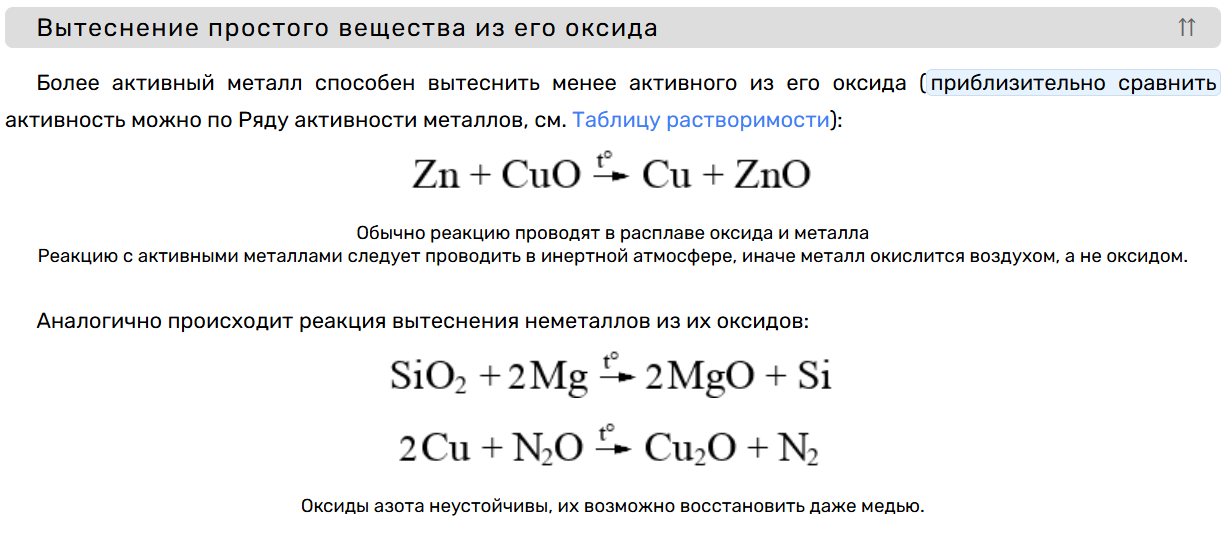 Вытеснение простого вещества из его оксида ⇈
Более активный металл способен вытеснить менее активного из его оксида (приблизительно сравнить
активность можно по Ряду активности металлов, см. Таблицу растворимости):
Zn + CuO t° → Cu + ZnO
Обычно реакцию проводят в расплаве оксида и металла
Реакцию с активными металлами следует проводить в инертной атмосфере, иначе металл окислится воздухом, а не оксидом.
Аналогично происходит реакция вытеснения неметаллов из их оксидов:
SiO₂ + 2Mg t° → 2MgO + Si
2Cu + N₂O t° → Cu₂O + N₂
Оксиды азота неустойчивы, их возможно восстановить даже медью.